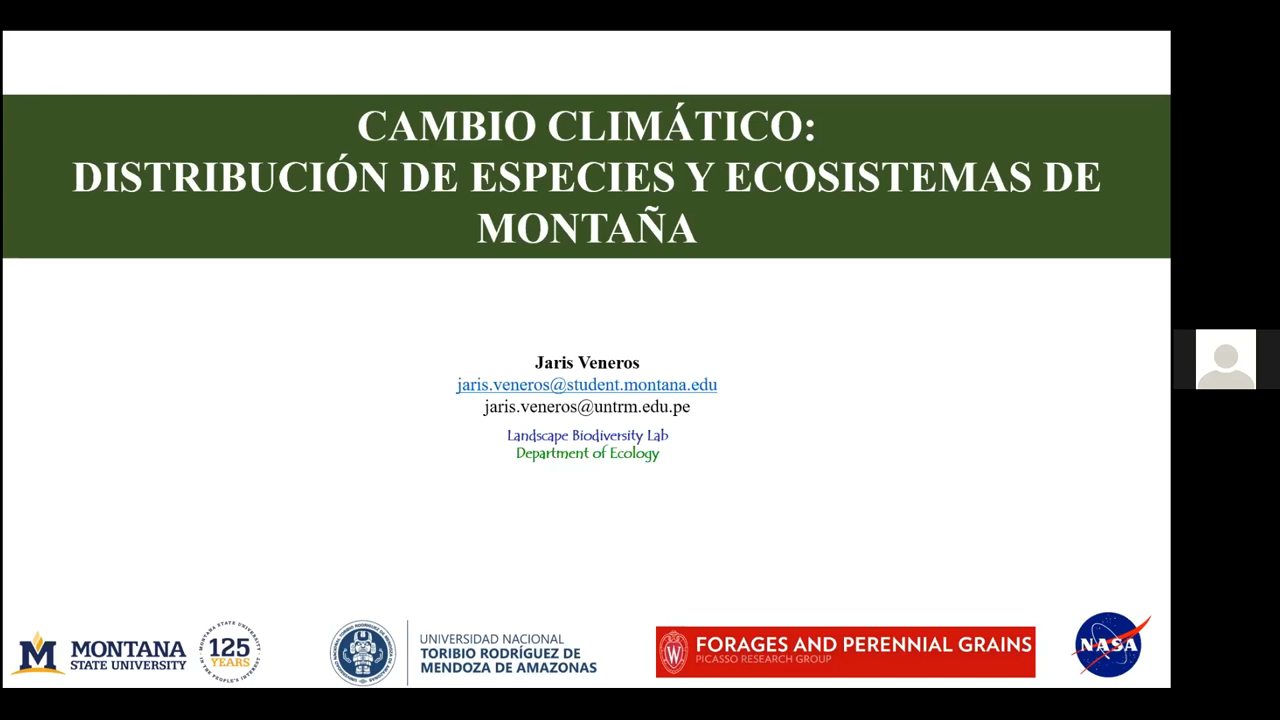 CAMBIO CLIMÁTICO:
DISTRIBUCIÓN DE ESPECIES Y ECOSISTEMAS DE
MONTAÑA
Jaris Veneros
jaris.veneros@student.montana.edu
jaris.veneros@untrm.edu.pe
Landscape Biodiversity Lab
Department of Ecology
M
MONTANA
STATE UNIVERSITY
125
YEARS
UNIVERSIDAD NACIONAL
TORIBIO RODRÍGUEZ DE
MENDOZA DE AMAZONAS
W
FORAGES AND PERENNIAL GRAINS
PICASSO RESEARCH GROUP
NASA